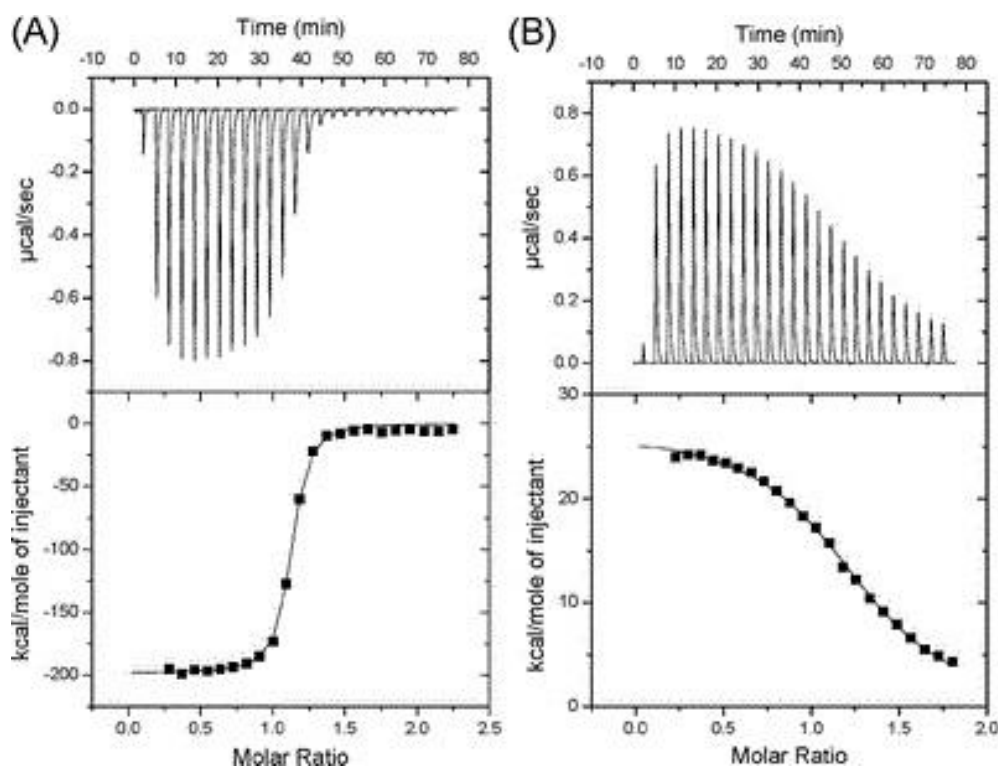 (A)
Time (min)
-10 0 10 20 30 40 50 60 70 80
0.0
-0.2
-0.4
-0.6
-0.8
µcal/sec
0
-50
-100
-150
-200
kcal/mole of injectant
0.0 0.5 1.0 1.5 2.0 2.5
Molar Ratio
(B)
Time (min)
-10 0 10 20 30 40 50 60 70 80
0.8
0.6
0.4
0.2
0.0
µcal/sec
30
20
10
0
kcal/mole of injectant
0.0 0.5 1.0 1.5 2.0
Molar Ratio